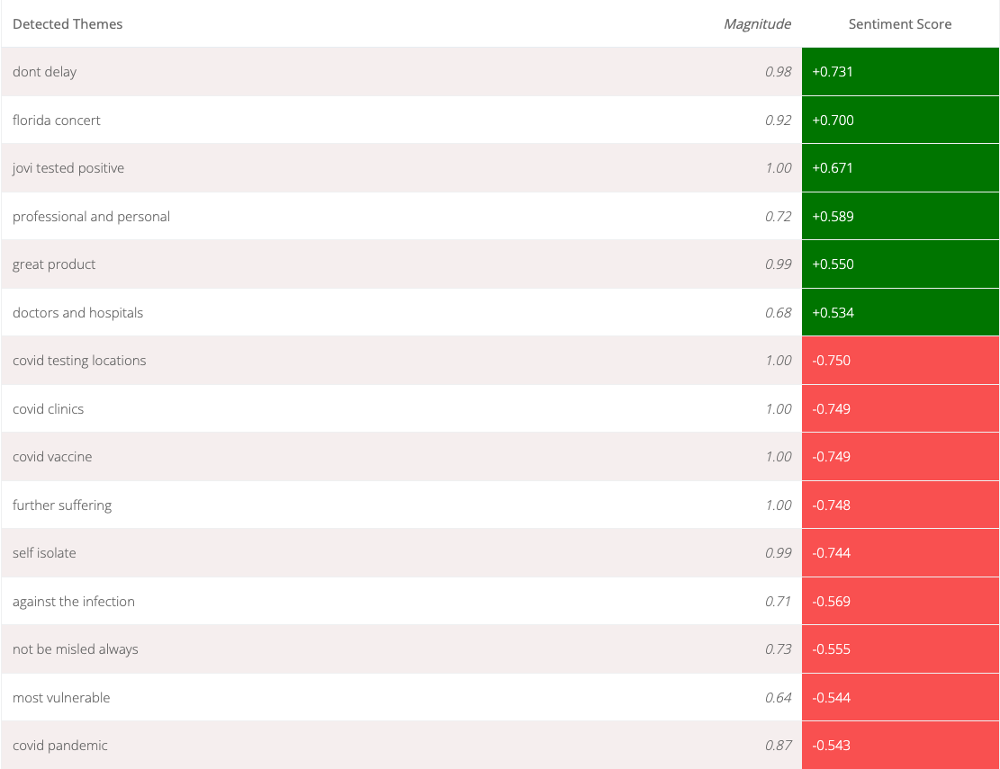 Detected Themes Magnitude Sentiment Score
dont delay 0.98 +0.731
florida concert 0.92 +0.700
jovi tested positive 1.00 +0.671
professional and personal 0.72 +0.589
great product 0.99 +0.550
doctors and hospitals 0.68 +0.534
covid testing locations 1.00 -0.750
covid clinics 1.00 -0.749
covid vaccine 1.00 -0.749
further suffering 1.00 -0.748
self isolate 0.99 -0.744
against the infection 0.71 -0.569
not be misled always 0.73 -0.555
most vulnerable 0.64 -0.544
covid pandemic 0.87 -0.543